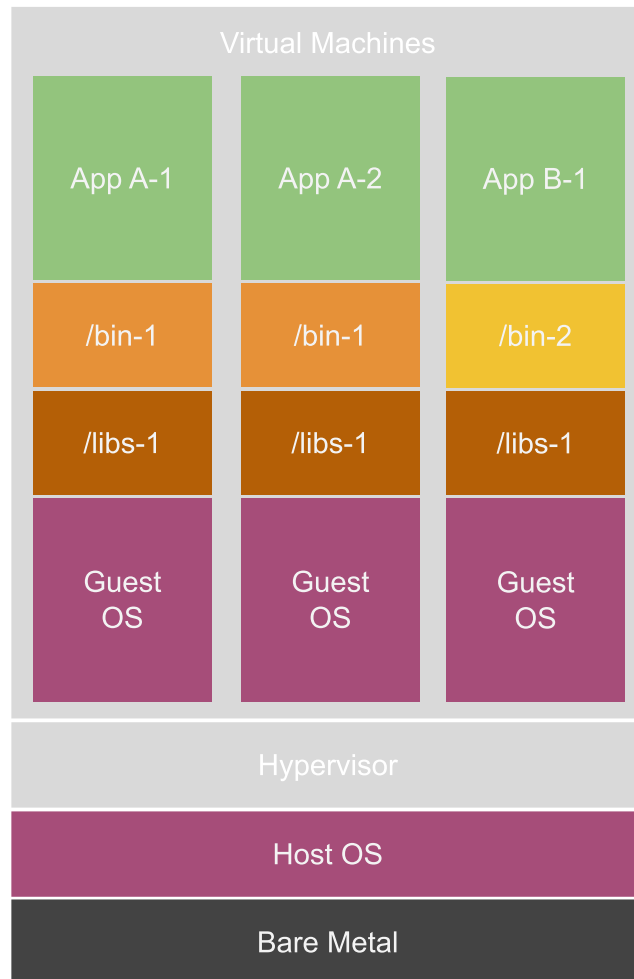 Virtual Machines
App A-1
App A-2
App B-1
/bin-1
/bin-1
/bin-2
/libs-1
/libs-1
/libs-1
Guest
OS
Guest
OS
Guest
OS
Hypervisor
Host OS
Bare Metal